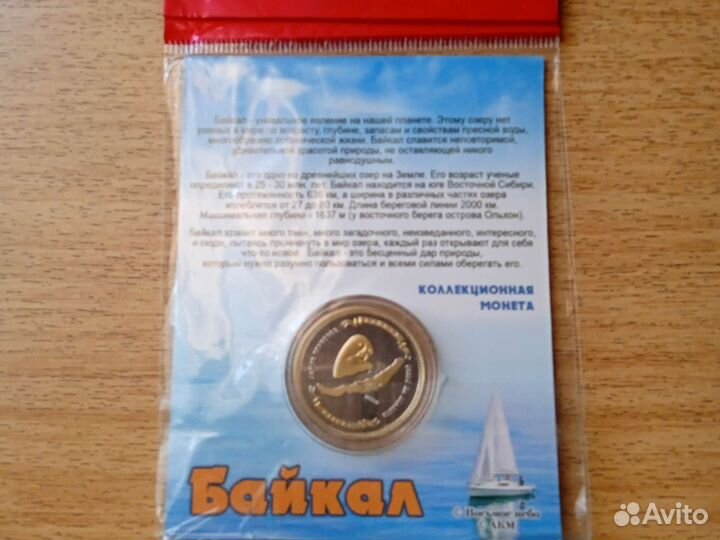 Байкал - уникальное явление на нашей планете. Этому озеру нет
равных в мире по возрасту, глубине, запасам и свойствам пресной воды,
многообразию органической жизни. Байкал славится неповторимой,
удивительной красотой природы, не оставляющей никого
равнодушным.
Байкал - это одно из древнейших озер на Земле. Его возраст ученые
определяют в 25 - 30 млн. лет. Байкал находится на юге Восточной Сибири.
Его протяженность 636 км, а ширина в различных частях озера
колеблется от 27 до 80 км. Длина береговой линии 2000 км.
Максимальная глубина - 1637 м (у восточного берега острова Ольхон).
Байкал хранит много тайн, много загадочного, неизведанного, интересного,
и люди, пытаясь проникнуть в мир озера, каждый раз открывают для себя
что-то новое. Байкал - это бесценный дар природы,
которым нужно разумно пользоваться и всеми силами оберегать его.
КОЛЛЕКЦИОННАЯ
МОНЕТА
Байкал
© Восьмое небо
АКМ
Avito